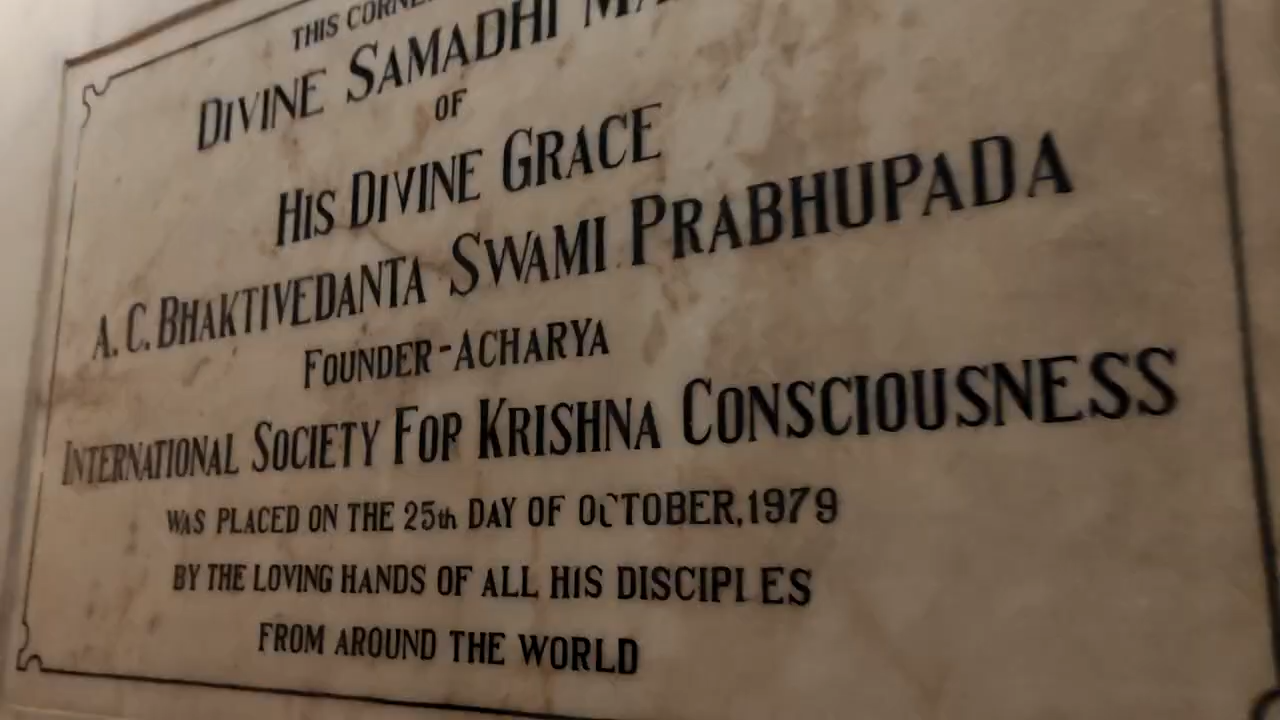 THIS
DIVINE SAMADHI
OF
HIS DIVINE GRACE
A. C. BHAKTIVEDANTA SWAMI PRABHUPADA
FOUNDER-ACHARYA
INTERNATIONAL SOCIETY FOR KRISHNA CONSCIOUSNESS
WAS PLACED ON THE 25th DAY OF OCTOBER, 1979
BY THE LOVING HANDS OF ALL HIS DISCIPLES
FROM AROUND THE WORLD